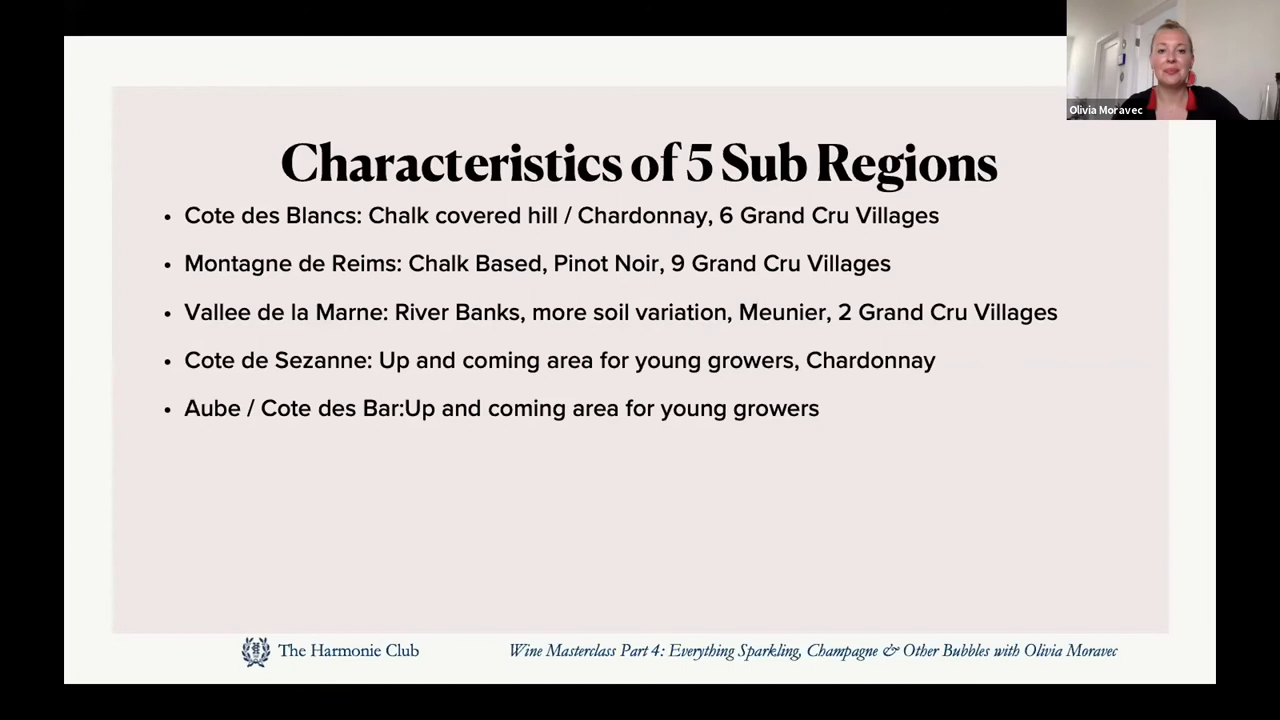 Olivia Moravec
Characteristics of 5 Sub Regions
• Cote des Blancs: Chalk covered hill / Chardonnay, 6 Grand Cru Villages
• Montagne de Reims: Chalk Based, Pinot Noir, 9 Grand Cru Villages
• Vallee de la Marne: River Banks, more soil variation, Meunier, 2 Grand Cru Villages
• Cote de Sezanne: Up and coming area for young growers, Chardonnay
• Aube / Cote des Bar:Up and coming area for young growers
The Harmonie Club
Wine Masterclass Part 4: Everything Sparkling, Champagne & Other Bubbles with Olivia Moravec